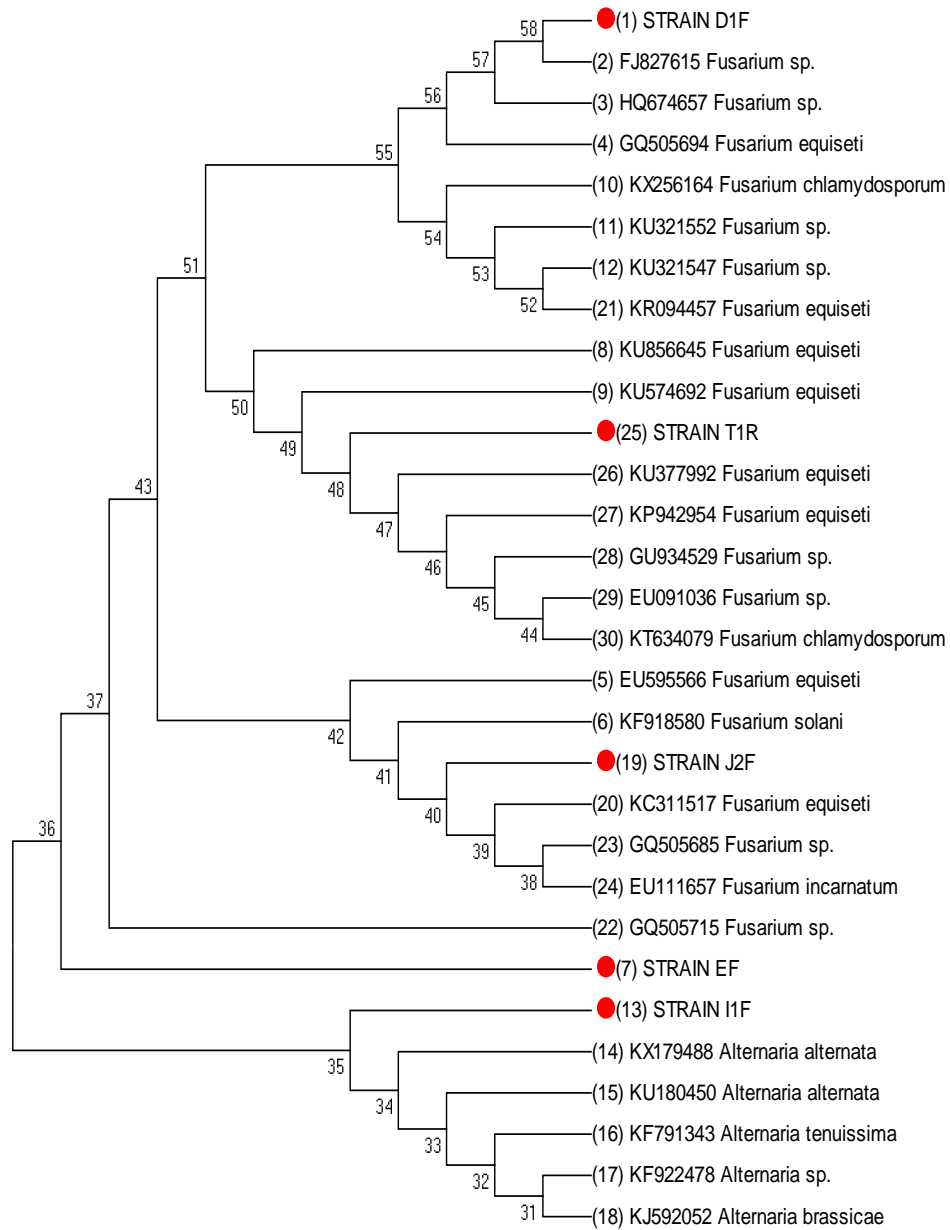 58
(1) STRAIN D1F
57
(2) FJ827615 Fusarium sp.
56
(3) HQ674657 Fusarium sp.
55
(4) GQ505694 Fusarium equiseti
(10) KX256164 Fusarium chlamydosporum
54
(11) KU321552 Fusarium sp.
51
53
(12) KU321547 Fusarium sp.
52
(21) KR094457 Fusarium equiseti
(8) KU856645 Fusarium equiseti
50
(9) KU574692 Fusarium equiseti
49
(25) STRAIN T1R
48
(26) KU377992 Fusarium equiseti
43
47
(27) KP942954 Fusarium equiseti
46
(28) GU934529 Fusarium sp.
45
(29) EU091036 Fusarium sp.
44
(30) KT634079 Fusarium chlamydosporum
(5) EU595566 Fusarium equiseti
37
42
(6) KF918580 Fusarium solani
41
(19) STRAIN J2F
40
(20) KC311517 Fusarium equiseti
36
39
(23) GQ505685 Fusarium sp.
38
(24) EU111657 Fusarium incarnatum
(22) GQ505715 Fusarium sp.
(7) STRAIN EF
(13) STRAIN I1F
35
(14) KX179488 Alternaria alternata
34
(15) KU180450 Alternaria alternata
33
(16) KF791343 Alternaria tenuissima
32
(17) KF922478 Alternaria sp.
31
(18) KJ592052 Alternaria brassicae